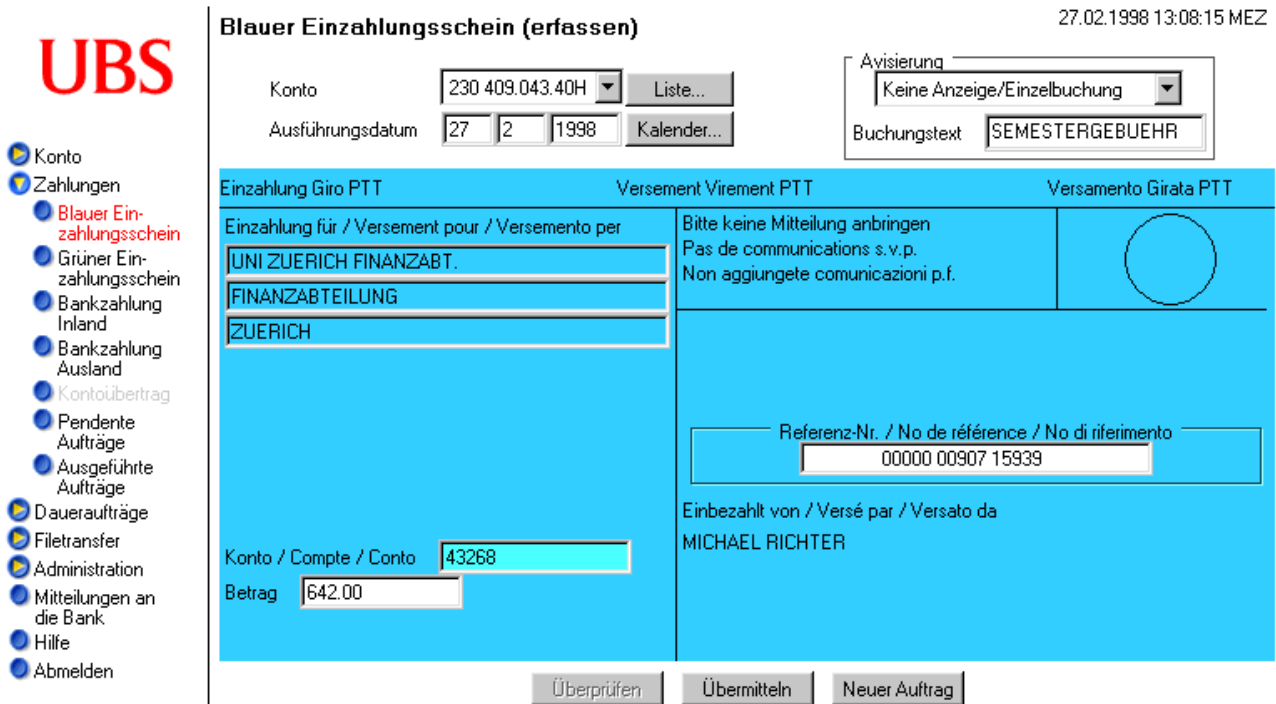 27.02.1998 13:08:15 MEZ
UBS
Blauer Einzahlungsschein (erfassen)
Konto
230 409.043.40H
Liste...
Ausführungsdatum
27
2
1998
Kalender...
Avisierung
Keine Anzeige/Einzelbuchung
Buchungstext
SEMESTERGEBUEHR
Konto
Zahlungen
Blauer Ein-
zahlungsschein
Grüner Ein-
zahlungsschein
Bankzahlung
Inland
Bankzahlung
Ausland
Kontoübertrag
Pendente
Aufträge
Ausgeführte
Aufträge
Daueraufträge
Filetransfer
Administration
Mitteilungen an
die Bank
Hilfe
Abmelden
Einzahlung Giro PTT
Versement Virement PTT
Versamento Girata PTT
Einzahlung für / Versement pour / Versemento per
UNI ZUERICH FINANZABT.
FINANZABTEILUNG
ZUERICH
Bitte keine Mitteilung anbringen
Pas de communications s.v.p.
Non aggiungete comunicazioni p.f.
Referenz-Nr. / No de référence / No di riferimento
00000 00907 15939
Einbezahlt von / Versé par / Versato da
MICHAEL RICHTER
Konto / Compte / Conto
43268
Betrag
642.00
Überprüfen
Übermitteln
Neuer Auftrag